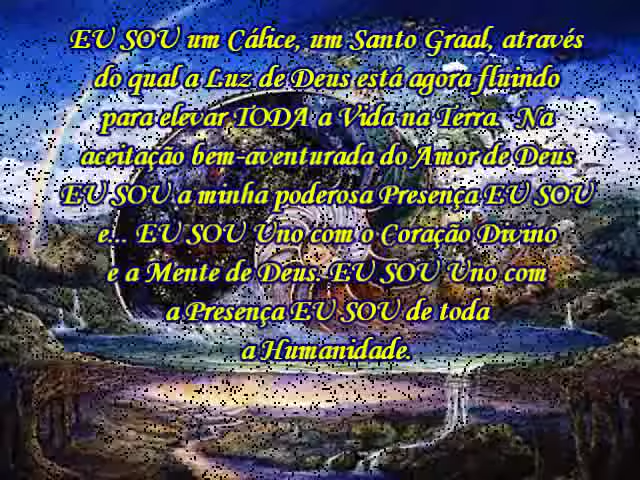 EU SOU um Cálice, um Santo Graal, através
do qual a Luz de Deus está agora fluindo
para elevar TODA a Vida na Terra. Na
aceitação bem-aventurada do Amor de Deus
EU SOU a minha poderosa Presença EU SOU
e... EU SOU Uno com o Coração Divino
e a Mente de Deus. EU SOU Uno com
a Presença EU SOU de toda
a Humanidade.